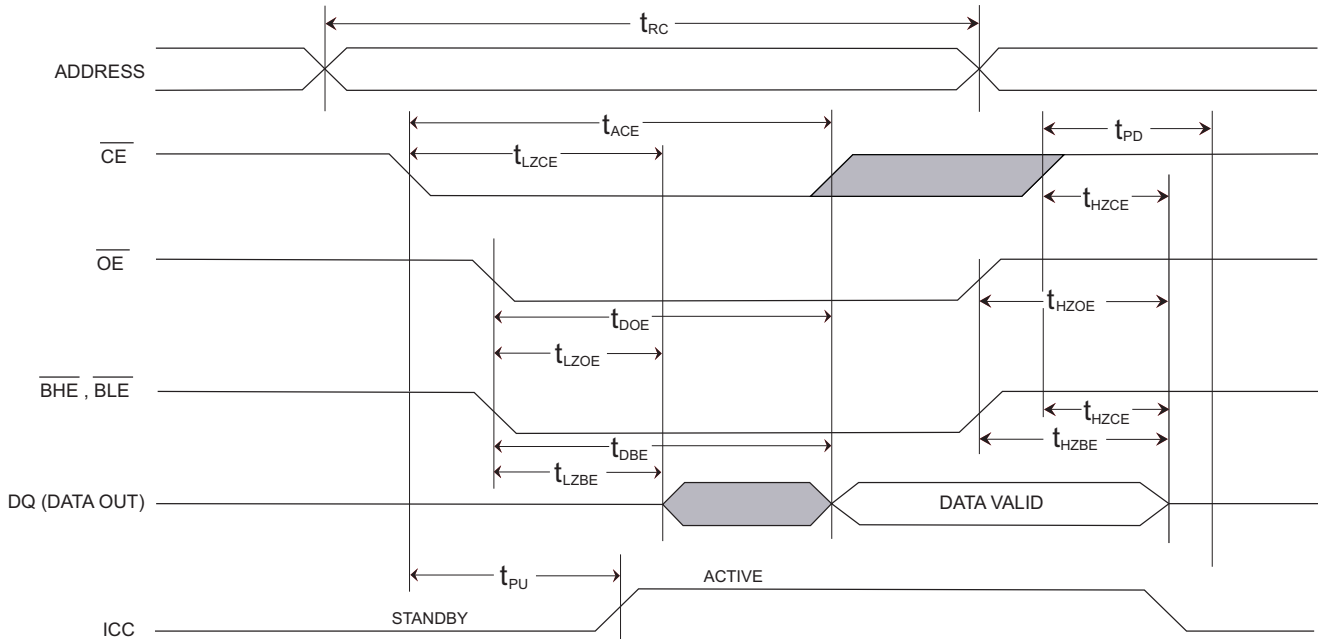 tRC
ADDRESS
tACE
tPD
CE
tLZCE
tHZCE
OE
tHZOE
tDOE
tLZOE
BHE , BLE
tHZCE
tDBE
tHZBE
tLZBE
DQ (DATA OUT)
DATA VALID
tPU
ACTIVE
STANDBY
ICC